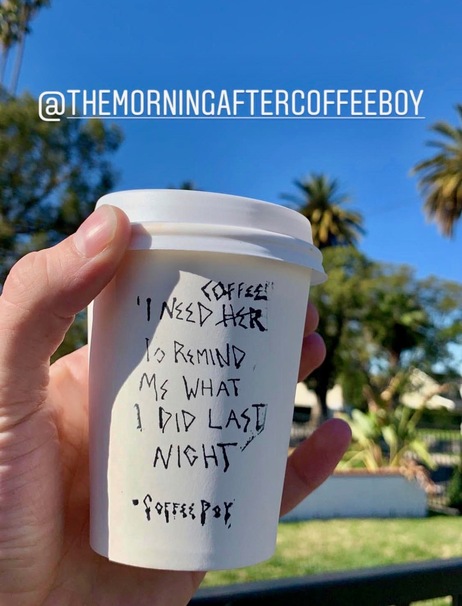 @THEMORNINGAFTERCOFFEEBOY
COFFEE"
"I NEED HER
To REMIND
ME WHAT
I DID LAST
NIGHT"
-COFFEE BOY